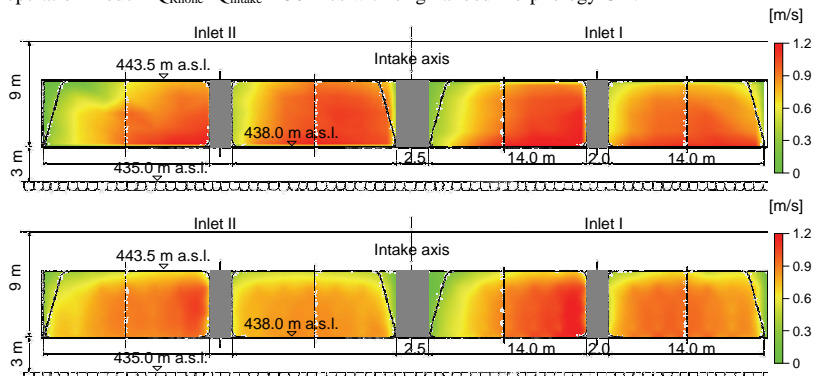 [m/s]
Inlet II
Inlet I
443.5 m a.s.l.
Intake axis
1.2
9 m
0.9
0.6
438.0 m a.s.l.
0.3
3 m
435.0 m a.s.l.
2.5
14.0 m
2.0
14.0 m
0
[m/s]
Inlet II
Inlet I
443.5 m a.s.l.
Intake axis
1.2
9 m
0.9
0.6
438.0 m a.s.l.
0.3
3 m
435.0 m a.s.l.
2.5
14.0 m
2.0
14.0 m
0